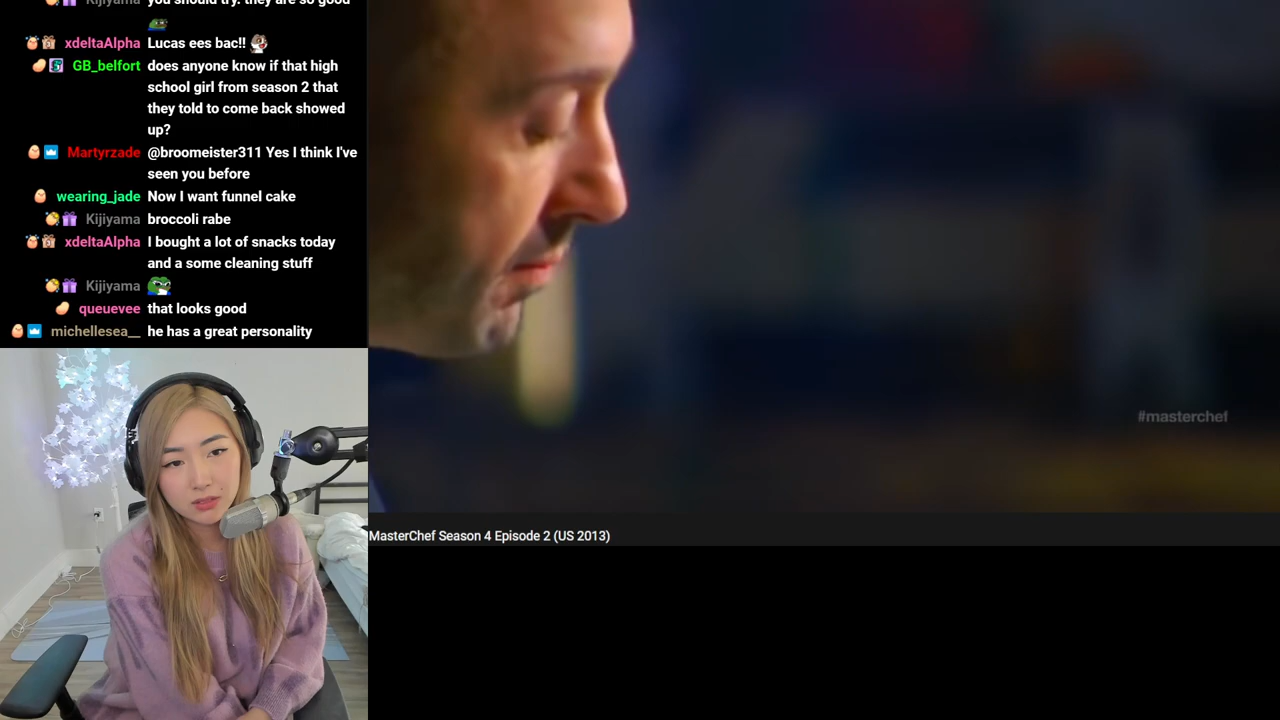 Kijiyama you should try. they are so good
xdeltaAlpha Lucas ees bac!!
GB_belfort does anyone know if that high
school girl from season 2 that
they told to come back showed
up?
Martyrzade @broomeister311 Yes I think I've
seen you before
wearing_jade Now I want funnel cake
Kijiyama broccoli rabe
xdeltaAlpha I bought a lot of snacks today
and a some cleaning stuff
Kijiyama
queuevee that looks good
michellesea__ he has a great personality
#masterchef
MasterChef Season 4 Episode 2 (US 2013)